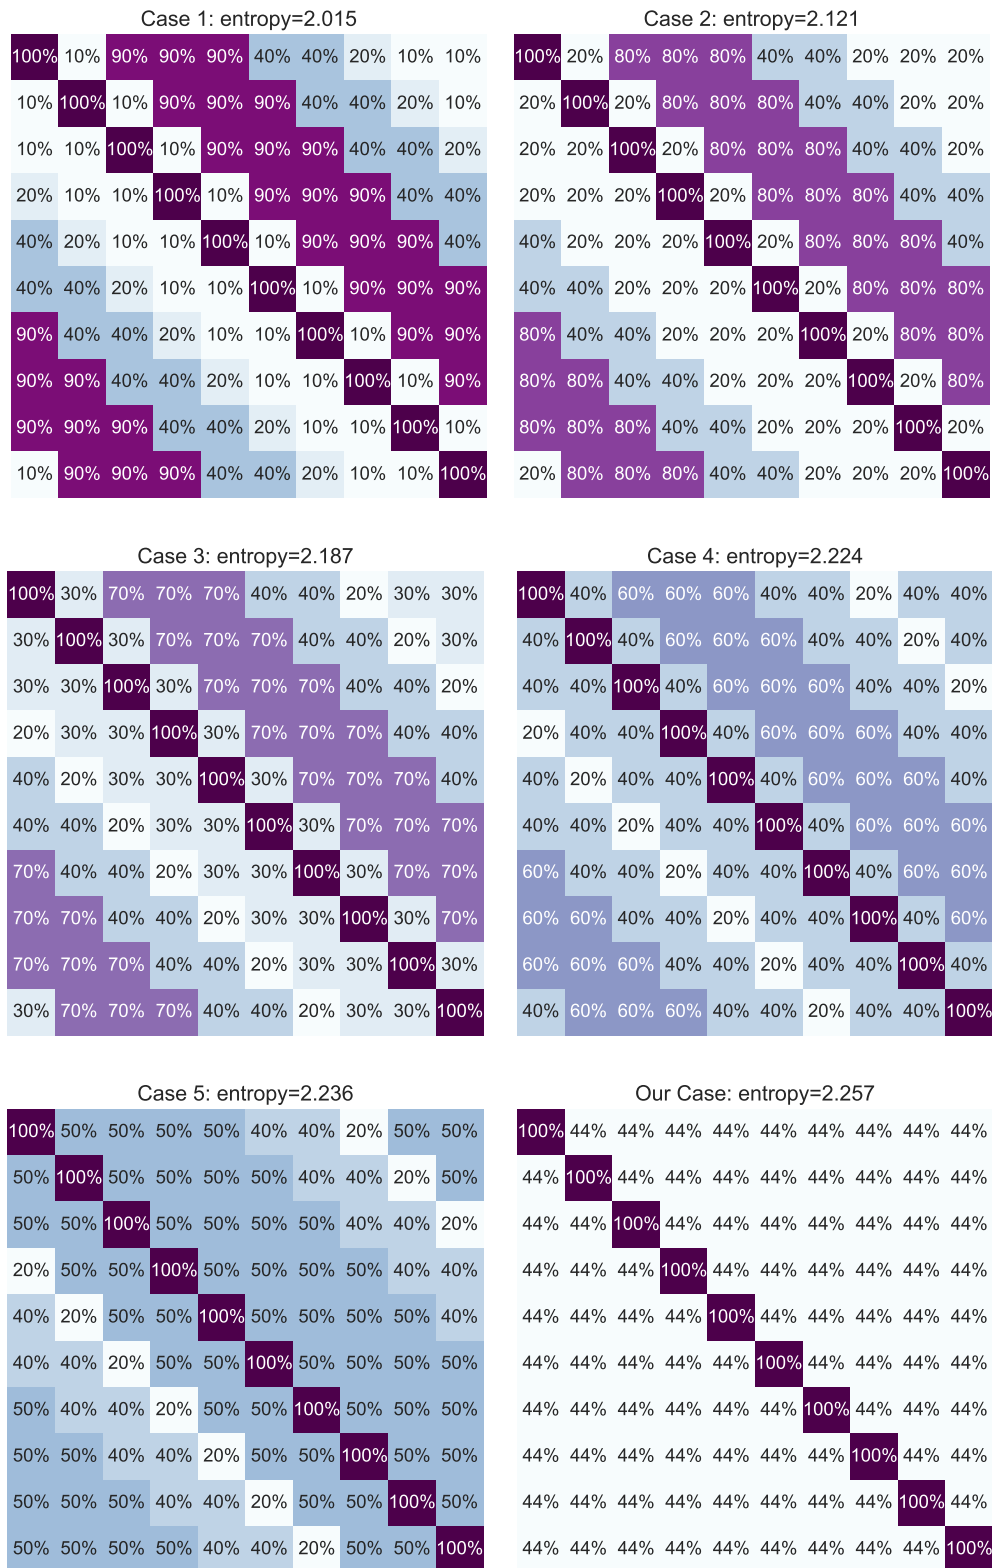 Case 1: entropy=2.015
100% 10% 90% 90% 90% 40% 40% 20% 10% 10%
10% 100% 10% 90% 90% 90% 40% 40% 20% 10%
10% 10% 100% 10% 90% 90% 90% 40% 40% 20%
20% 10% 10% 100% 10% 90% 90% 90% 40% 40%
40% 20% 10% 10% 100% 10% 90% 90% 90% 40%
40% 40% 20% 10% 10% 100% 10% 90% 90% 90%
90% 40% 40% 20% 10% 10% 100% 10% 90% 90%
90% 90% 40% 40% 20% 10% 10% 100% 10% 90%
90% 90% 90% 40% 40% 20% 10% 10% 100% 10%
10% 90% 90% 90% 40% 40% 20% 10% 10% 100%
Case 2: entropy=2.121
100% 20% 80% 80% 80% 40% 40% 20% 20% 20%
20% 100% 20% 80% 80% 80% 40% 40% 20% 20%
20% 20% 100% 20% 80% 80% 80% 40% 40% 20%
20% 20% 20% 100% 20% 80% 80% 80% 40% 40%
40% 20% 20% 20% 100% 20% 80% 80% 80% 40%
40% 40% 20% 20% 20% 100% 20% 80% 80% 80%
80% 40% 40% 20% 20% 20% 100% 20% 80% 80%
80% 80% 40% 40% 20% 20% 20% 100% 20% 80%
80% 80% 80% 40% 40% 20% 20% 20% 100% 20%
20% 80% 80% 80% 40% 40% 20% 20% 20% 100%
Case 3: entropy=2.187
100% 30% 70% 70% 70% 40% 40% 20% 30% 30%
30% 100% 30% 70% 70% 70% 40% 40% 20% 30%
30% 30% 100% 30% 70% 70% 70% 40% 40% 20%
20% 30% 30% 100% 30% 70% 70% 70% 40% 40%
40% 20% 30% 30% 100% 30% 70% 70% 70% 40%
40% 40% 20% 30% 30% 100% 30% 70% 70% 70%
70% 40% 40% 20% 30% 30% 100% 30% 70% 70%
70% 70% 40% 40% 20% 30% 30% 100% 30% 70%
70% 70% 70% 40% 40% 20% 30% 30% 100% 30%
30% 70% 70% 70% 40% 40% 20% 30% 30% 100%
Case 4: entropy=2.224
100% 40% 60% 60% 60% 40% 40% 20% 40% 40%
40% 100% 40% 60% 60% 60% 40% 40% 20% 40%
40% 40% 100% 40% 60% 60% 60% 40% 40% 20%
20% 40% 40% 100% 40% 60% 60% 60% 40% 40%
40% 20% 40% 40% 100% 40% 60% 60% 60% 40%
40% 40% 20% 40% 40% 100% 40% 60% 60% 60%
60% 40% 40% 20% 40% 40% 100% 40% 60% 60%
60% 60% 40% 40% 20% 40% 40% 100% 40% 60%
60% 60% 60% 40% 40% 20% 40% 40% 100% 40%
40% 60% 60% 60% 40% 40% 20% 40% 40% 100%
Case 5: entropy=2.236
100% 50% 50% 50% 50% 40% 40% 20% 50% 50%
50% 100% 50% 50% 50% 50% 40% 40% 20% 50%
50% 50% 100% 50% 50% 50% 50% 40% 40% 20%
20% 50% 50% 100% 50% 50% 50% 50% 40% 40%
40% 20% 50% 50% 100% 50% 50% 50% 50% 40%
40% 40% 20% 50% 50% 100% 50% 50% 50% 50%
50% 40% 40% 20% 50% 50% 100% 50% 50% 50%
50% 50% 40% 40% 20% 50% 50% 100% 50% 50%
50% 50% 50% 40% 40% 20% 50% 50% 100% 50%
50% 50% 50% 50% 40% 40% 20% 50% 50% 100%
Our Case: entropy=2.257
100% 44% 44% 44% 44% 44% 44% 44% 44% 44%
44% 100% 44% 44% 44% 44% 44% 44% 44% 44%
44% 44% 100% 44% 44% 44% 44% 44% 44% 44%
44% 44% 44% 100% 44% 44% 44% 44% 44% 44%
44% 44% 44% 44% 100% 44% 44% 44% 44% 44%
44% 44% 44% 44% 44% 100% 44% 44% 44% 44%
44% 44% 44% 44% 44% 44% 100% 44% 44% 44%
44% 44% 44% 44% 44% 44% 44% 100% 44% 44%
44% 44% 44% 44% 44% 44% 44% 44% 100% 44%
44% 44% 44% 44% 44% 44% 44% 44% 44% 100%